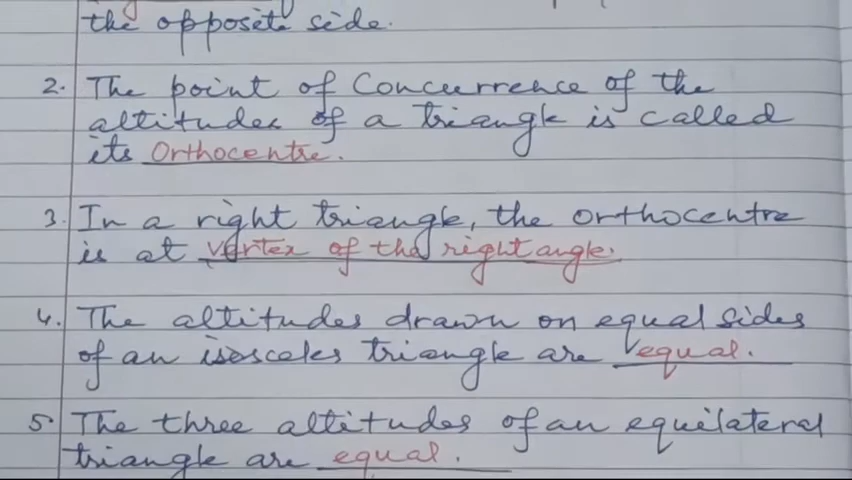 the opposite side.
2. The point of Concurrence of the
altitudes of a triangle is called
its Orthocentre.
3. In a right triangle, the orthocentre
is at vertex of the right angle.
4. The altitudes drawn on equal sides
of an isosceles triangle are equal.
5. The three altitudes of an equilateral
triangle are equal.